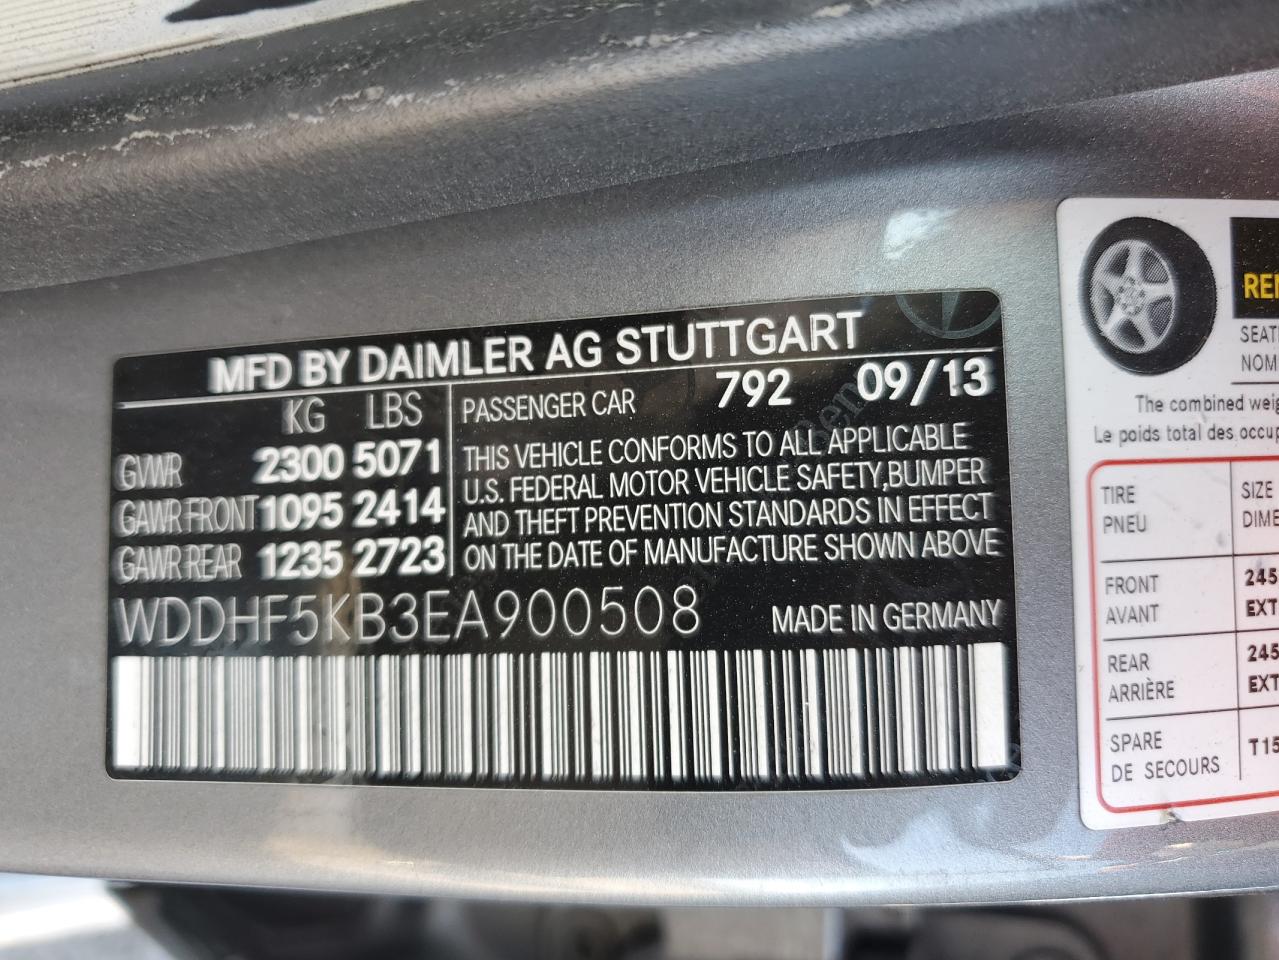 MFD BY DAIMLER AG STUTTGART
KG LBS PASSENGER CAR 792 09/13
GVWR 2300 5071
GAWR FRONT 1095 2414
GAWR REAR 1235 2723
THIS VEHICLE CONFORMS TO ALL APPLICABLE
U.S. FEDERAL MOTOR VEHICLE SAFETY,BUMPER
AND THEFT PREVENTION STANDARDS IN EFFECT
ON THE DATE OF MANUFACTURE SHOWN ABOVE
WDDHF5KB3EA900508 MADE IN GERMANY
The combined
Le poids total des
TIRE SIZE
PNEU
FRONT 245
AVANT EXT
REAR 245
ARRIÈRE EXT
SPARE T15
DE SECOURS